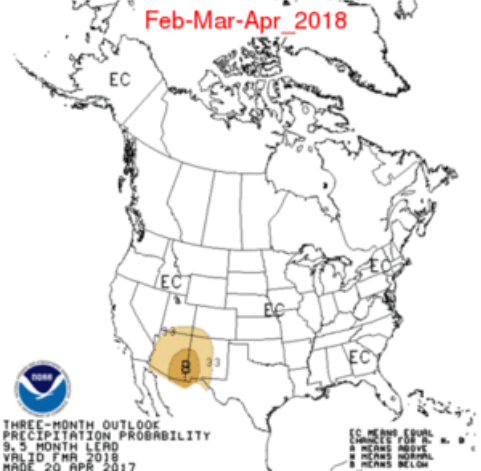 Feb-Mar-Apr_2018
EC
EC
EC
EC
EC
33
33
B
NOAA
THREE-MONTH OUTLOOK
PRECIPITATION PROBABILITY
9.5 MONTH LEAD
VALID FMA 2018
MADE 20 APR 2017
EC MEANS EQUAL
CHANCES FOR A, N, B
A MEANS ABOVE
N MEANS NORMAL
B MEANS BELOW